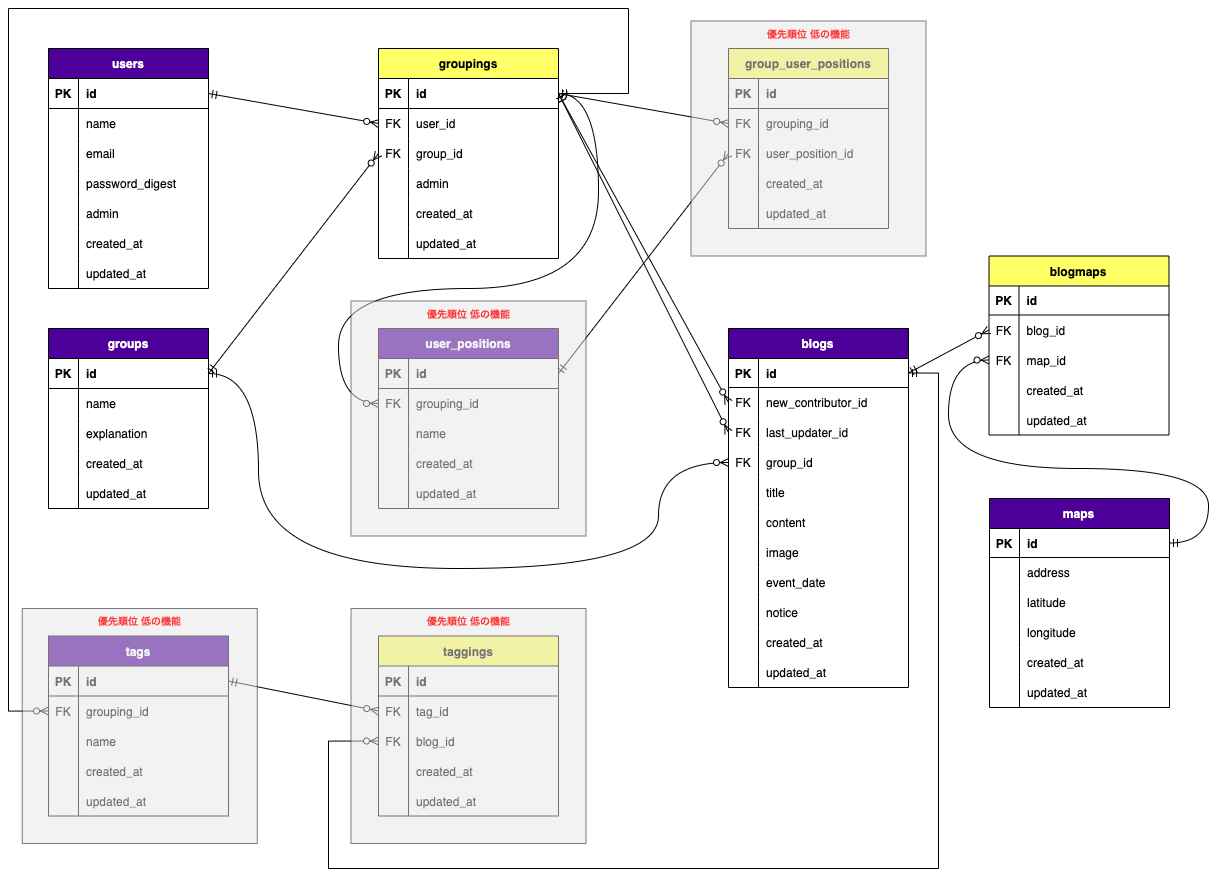 users
PK id
name
email
password_digest
admin
created_at
updated_at
groupings
PK id
FK user_id
FK group_id
admin
created_at
updated_at
優先順位 低の機能
group_user_positions
PK id
FK grouping_id
FK user_position_id
created_at
updated_at
groups
PK id
name
explanation
created_at
updated_at
優先順位 低の機能
user_positions
PK id
FK grouping_id
name
created_at
updated_at
blogs
PK id
FK new_contributor_id
FK last_updater_id
FK group_id
title
content
image
event_date
notice
created_at
updated_at
blogmaps
PK id
FK blog_id
FK map_id
created_at
updated_at
maps
PK id
address
latitude
longitude
created_at
updated_at
優先順位 低の機能
tags
PK id
FK grouping_id
name
created_at
updated_at
優先順位 低の機能
taggings
PK id
FK tag_id
FK blog_id
created_at
updated_at